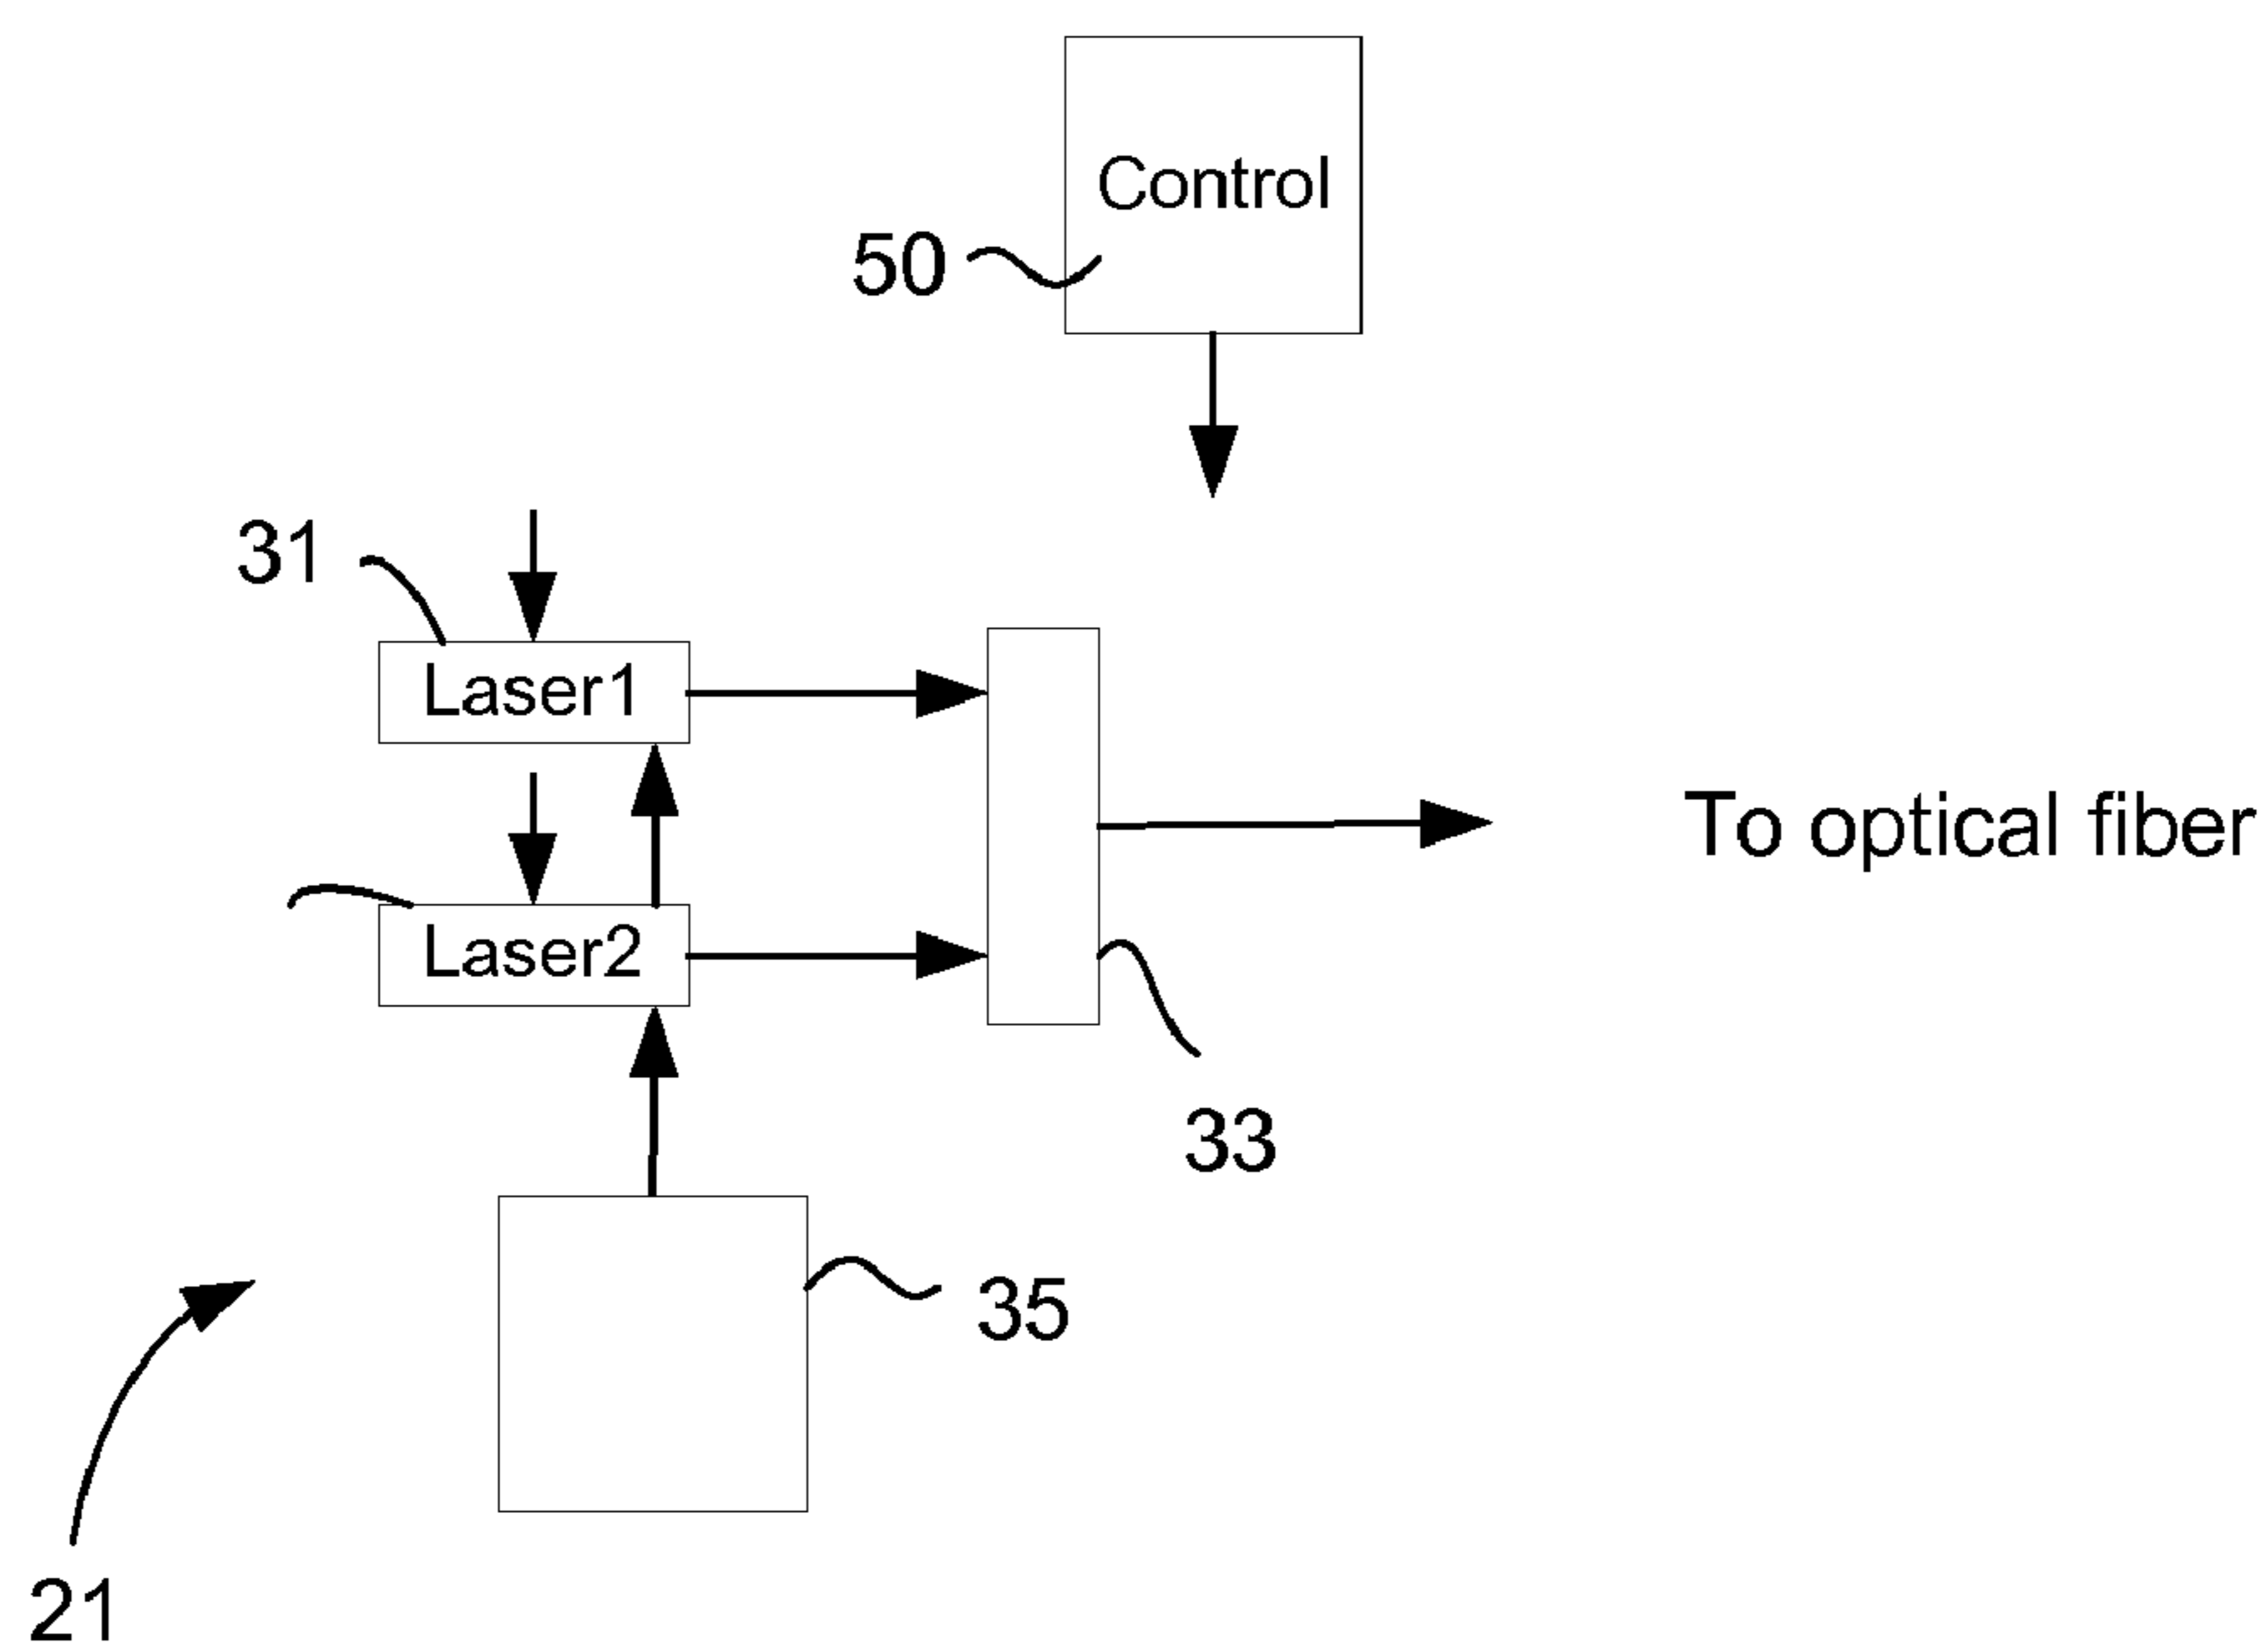 Control
50
31
Laser1
To optical fiber
Laser2
33
35
21